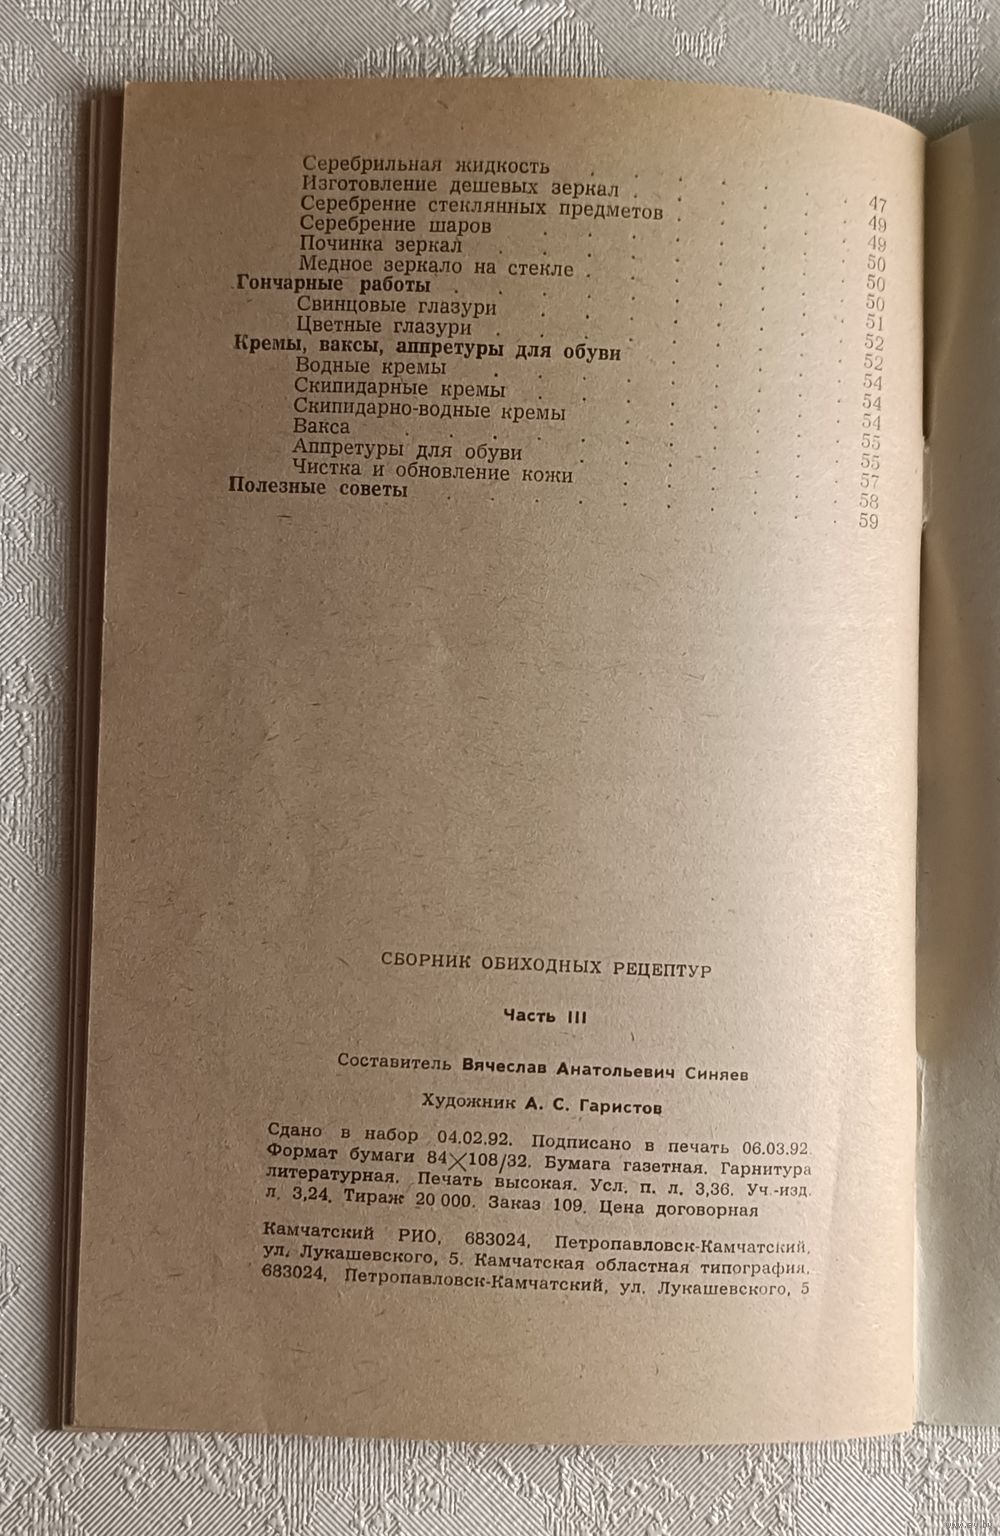 Серебрильная жидкость . . . . . . 47
Изготовление дешевых зеркал . . . . . . 49
Серебрение стеклянных предметов . . . . . 49
Серебрение шаров . . . . . . . 50
Починка зеркал . . . . . . . . 50
Медное зеркало на стекле . . . . . . 50
Гончарные работы . . . . . . . . . 51
Свинцовые глазури . . . . . . . 52
Цветные глазури . . . . . . . . 52
Кремы, ваксы, аппретуры для обуви . . . . . 54
Водные кремы . . . . . . . . 54
Скипидарные кремы . . . . . . . 54
Скипидарно-водные кремы . . . . . . 55
Вакса . . . . . . . . . . 55
Аппретуры для обуви . . . . . . 57
Чистка и обновление кожи . . . . . . 58
Полезные советы . . . . . . . . . 59
СБОРНИК ОБИХОДНЫХ РЕЦЕПТУР
Часть III
Составитель Вячеслав Анатольевич Синяев
Художник А. С. Гаристов
Сдано в набор 04.02.92. Подписано в печать 06.03.92.
Формат бумаги 84×108/32. Бумага газетная. Гарнитура
литературная. Печать высокая. Усл. п. л. 3,36. Уч.-изд.
л. 3,24. Тираж 20 000. Заказ 109. Цена договорная
Камчатский РИО, 683024, Петропавловск-Камчатский,
ул. Лукашевского, 5. Камчатская областная типография,
683024, Петропавловск-Камчатский, ул. Лукашевского, 5